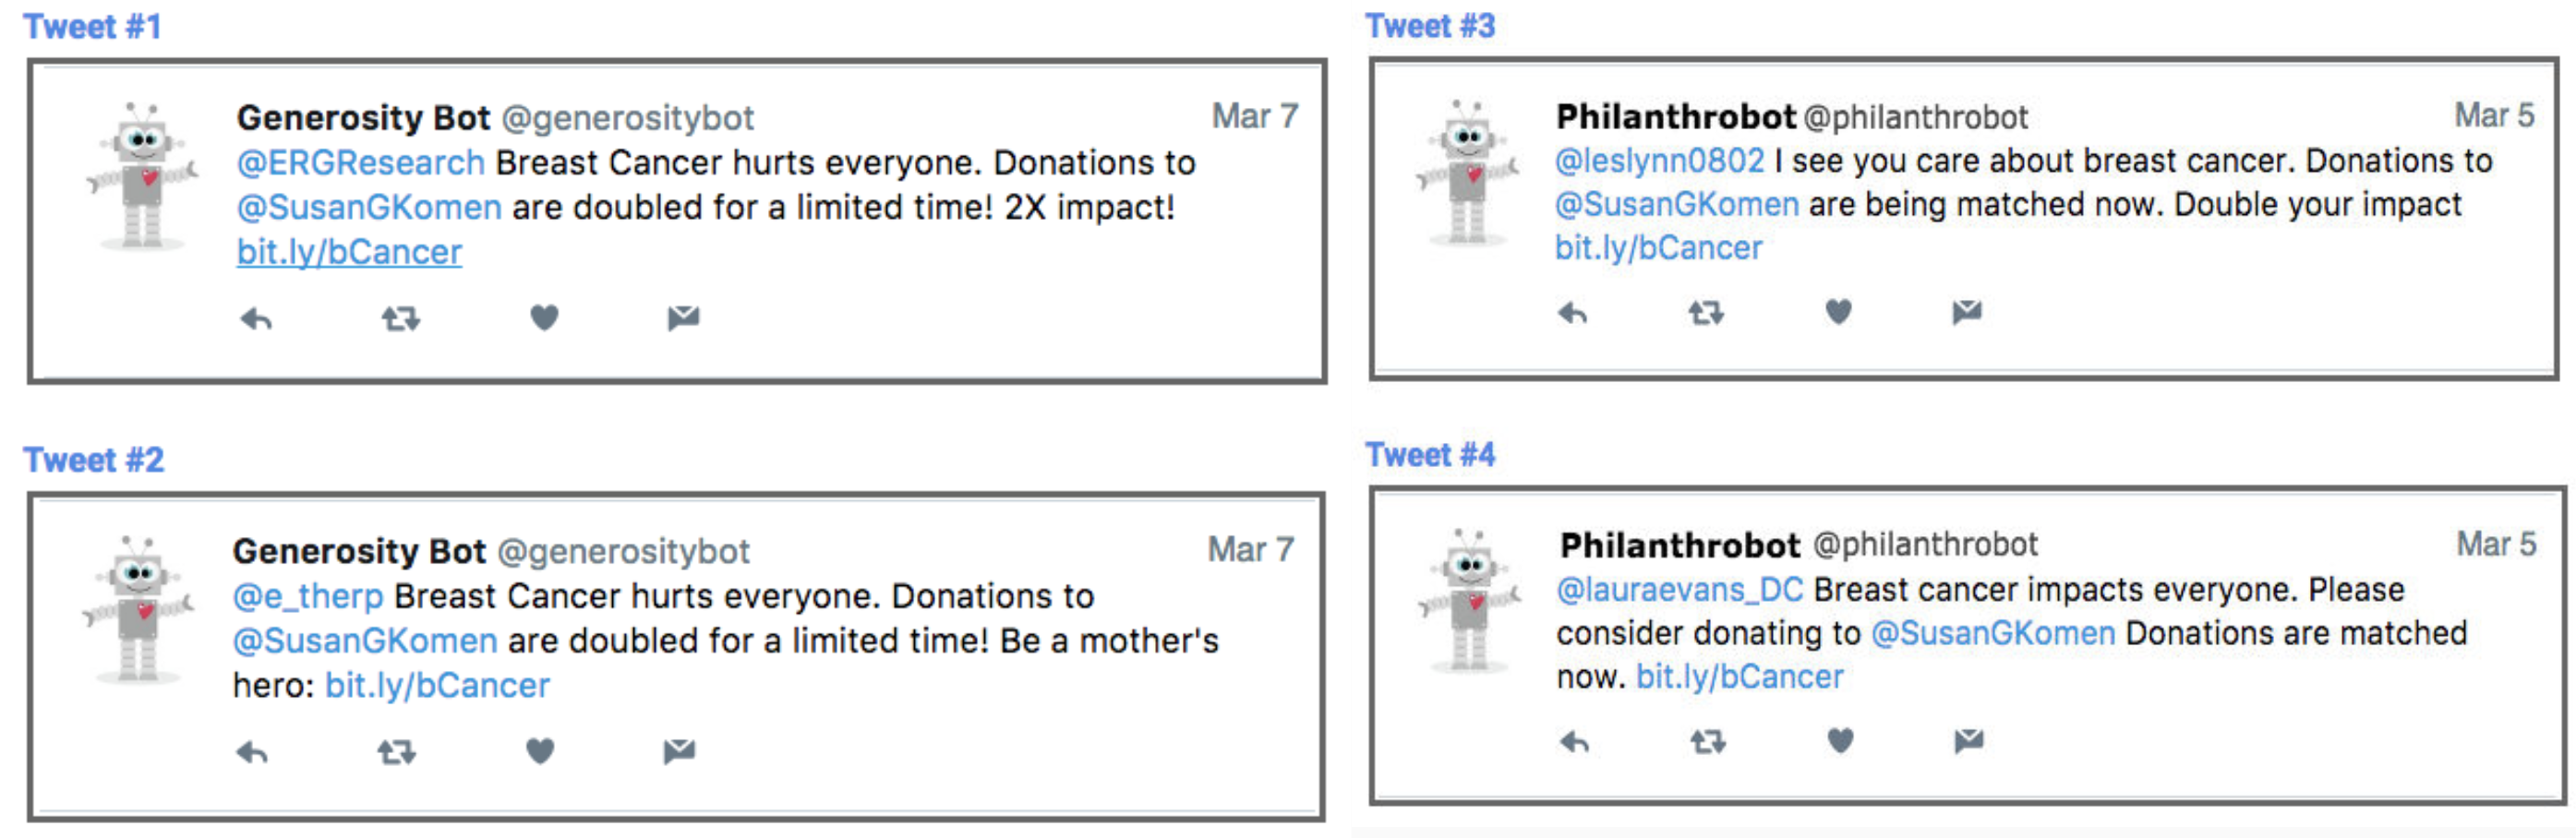 Tweet #1
Generosity Bot @generositybot Mar 7
@ERGResearch Breast Cancer hurts everyone. Donations to
@SusanGKomen are doubled for a limited time! 2X impact!
bit.ly/bCancer
Tweet #2
Generosity Bot @generositybot Mar 7
@e_therp Breast Cancer hurts everyone. Donations to
@SusanGKomen are doubled for a limited time! Be a mother's
hero: bit.ly/bCancer
Tweet #3
Philanthrobot @philanthrobot Mar 5
@leslynn0802 I see you care about breast cancer. Donations to
@SusanGKomen are being matched now. Double your impact
bit.ly/bCancer
Tweet #4
Philanthrobot @philanthrobot Mar 5
@lauraevans_DC Breast cancer impacts everyone. Please
consider donating to @SusanGKomen Donations are matched
now. bit.ly/bCancer